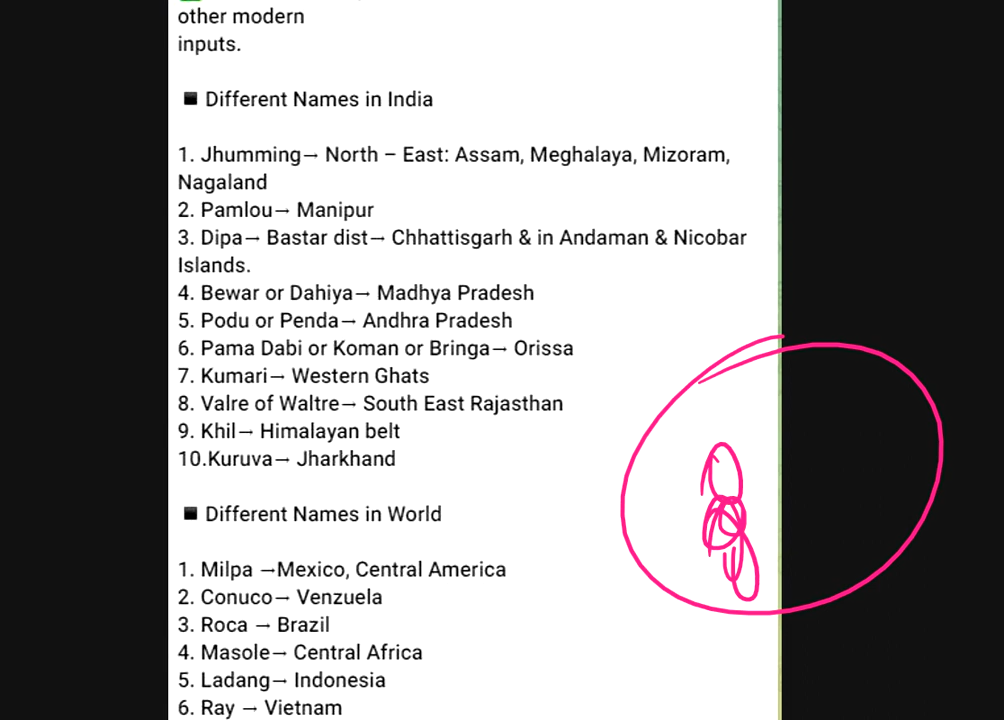 other modern
inputs.
◾ Different Names in India
1. Jhumming→ North – East: Assam, Meghalaya, Mizoram,
Nagaland
2. Pamlou→ Manipur
3. Dipa→ Bastar dist→ Chhattisgarh & in Andaman & Nicobar
Islands.
4. Bewar or Dahiya→ Madhya Pradesh
5. Podu or Penda→ Andhra Pradesh
6. Pama Dabi or Koman or Bringa→ Orissa
7. Kumari→ Western Ghats
8. Valre of Waltre→ South East Rajasthan
9. Khil→ Himalayan belt
10.Kuruva→ Jharkhand
◾ Different Names in World
1. Milpa →Mexico, Central America
2. Conuco→ Venzuela
3. Roca → Brazil
4. Masole→ Central Africa
5. Ladang→ Indonesia
6. Ray → Vietnam